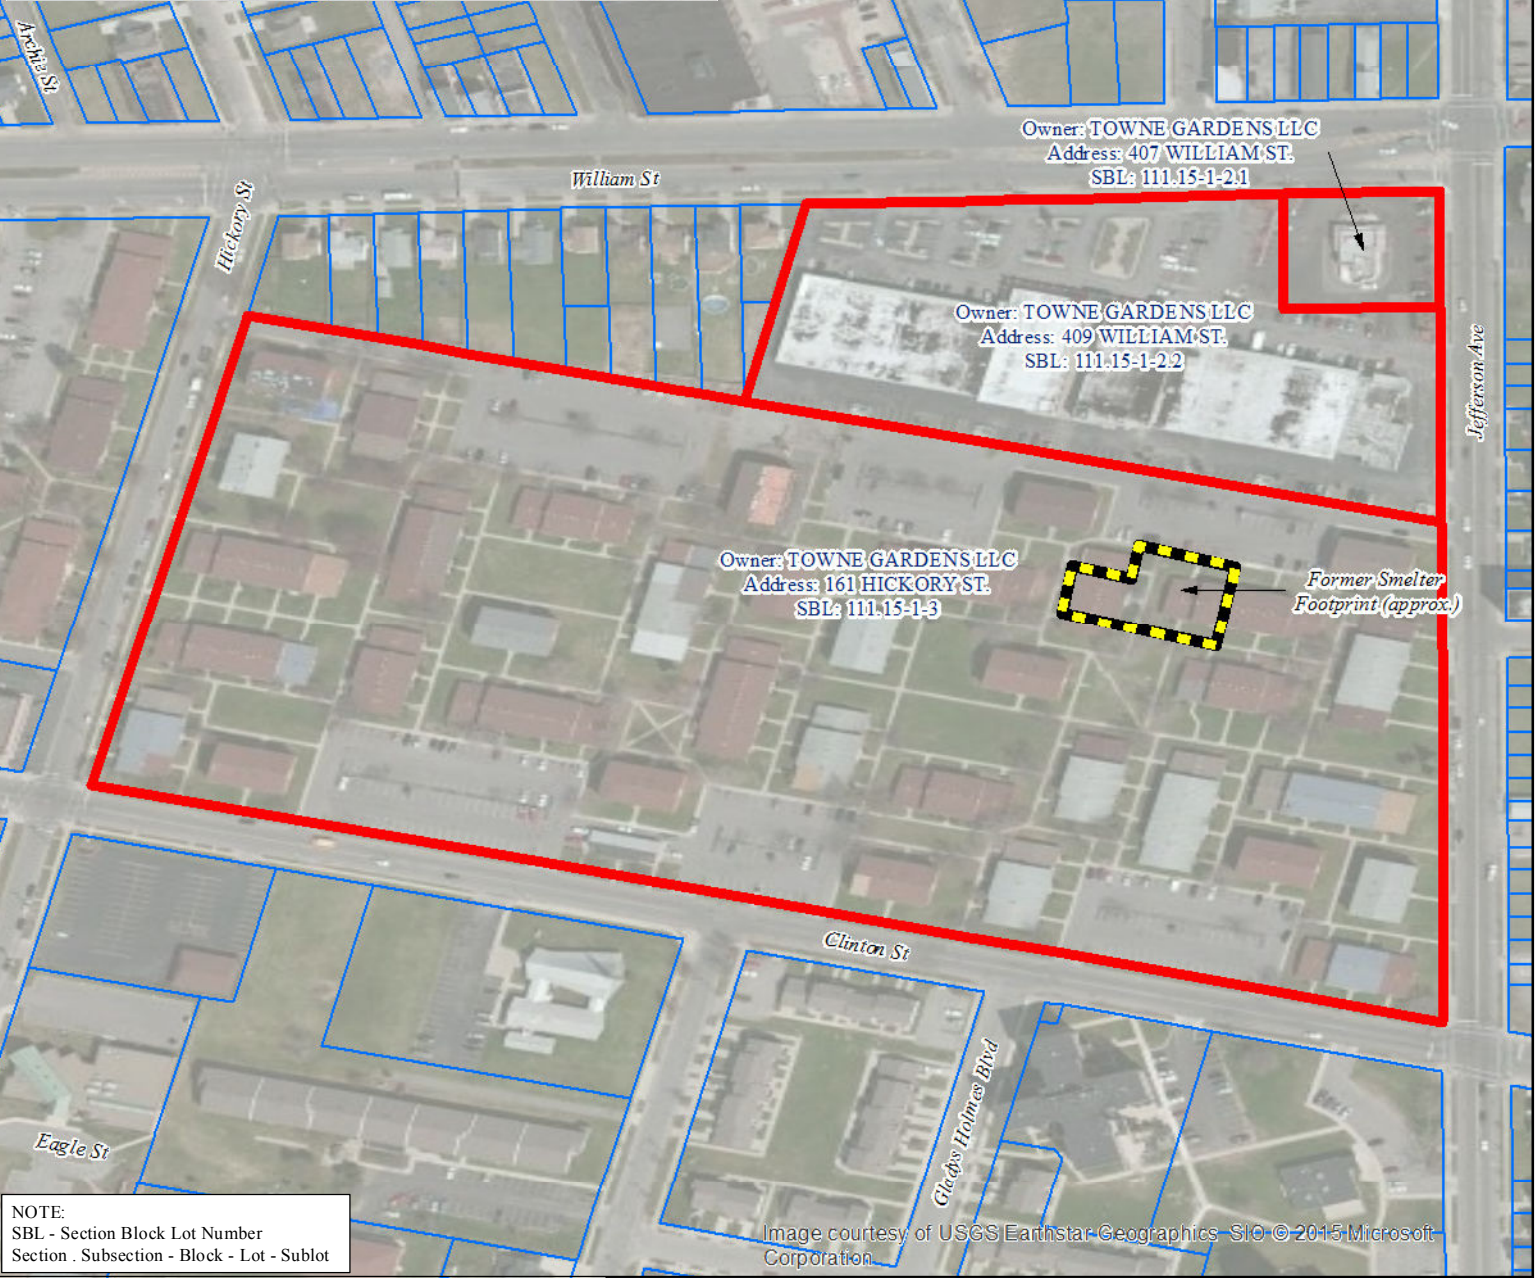 Archie St
Owner: TOWNE GARDENS LLC
Address: 407 WILLIAM ST.
SBL: 111.15-1-2.1
William St
Hickory St
Owner: TOWNE GARDENS LLC
Address: 409 WILLIAM ST.
SBL: 111.15-1-2.2
Jefferson Ave
Owner: TOWNE GARDENS LLC
Address: 161 HICKORY ST.
SBL: 111.15-1-3
Former Smelter
Footprint (approx.)
Clinton St
Gladys Holmes Blvd
Eagle St
NOTE:
SBL - Section Block Lot Number
Section . Subsection - Block - Lot - Sublot
Image courtesy of USGS Earthstar Geographics SIO © 2015 Microsoft
Corporation